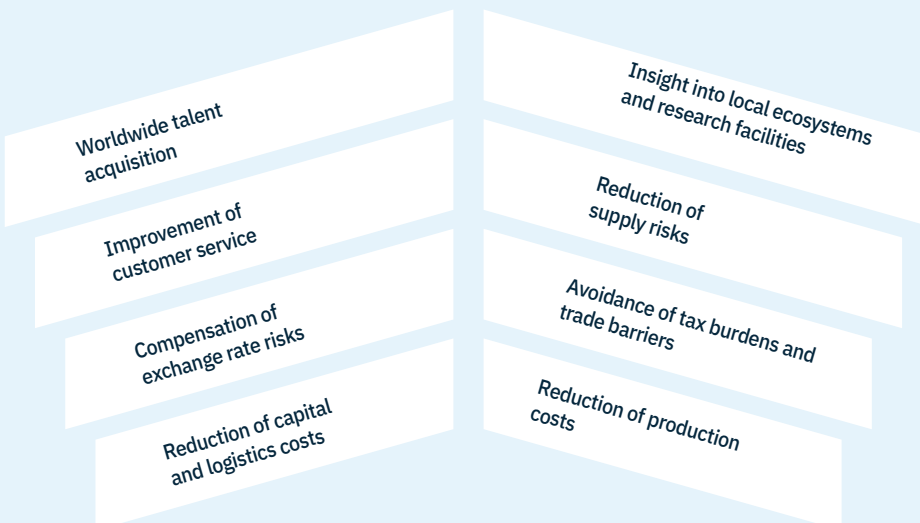 Worldwide talent
acquisition
Insight into local ecosystems
and research facilities
Improvement of
customer service
Reduction of
supply risks
Compensation of
exchange rate risks
Avoidance of tax burdens and
trade barriers
Reduction of capital
and logistics costs
Reduction of production
costs